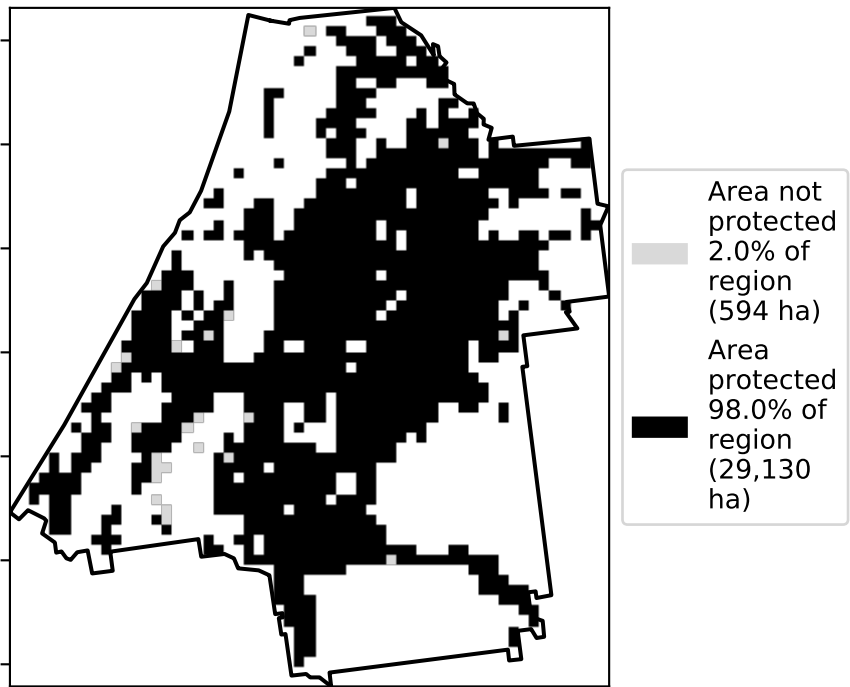 Area not
protected
2.0% of
region
(594 ha)
Area
protected
98.0% of
region
(29,130
ha)